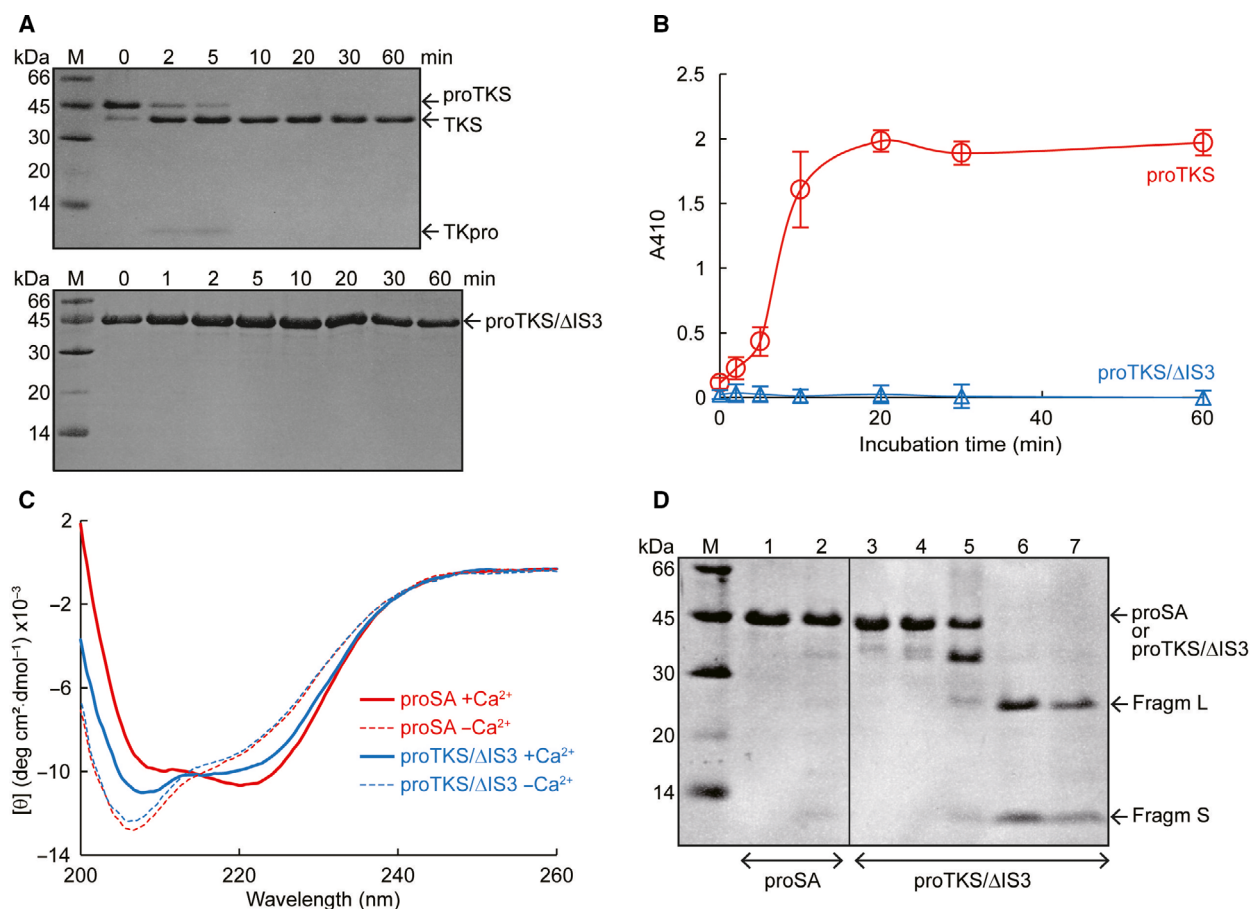 A
kDa M 0 2 5 10 20 30 60 min
66
45
30
20
14
proTKS
TKS
TKpro
kDa M 0 1 2 5 10 20 30 60 min
66
45
30
20
14
proTKS/ΔIS3
B
2.5
2
1.5
1
0.5
0
A410
0 20 40 60
Incubation time (min)
proTKS
proTKS/ΔIS3
C
2
−2
−6
−10
−14
[θ] (deg cm²·dmol⁻¹) x10⁻³
200 220 240 260
Wavelength (nm)
proSA +Ca²⁺
proSA −Ca²⁺
proTKS/ΔIS3 +Ca²⁺
proTKS/ΔIS3 −Ca²⁺
D
kDa M 1 2 3 4 5 6 7
66
45
30
20
14
proSA
or
proTKS/ΔIS3
Fragm L
Fragm S
proSA proTKS/ΔIS3